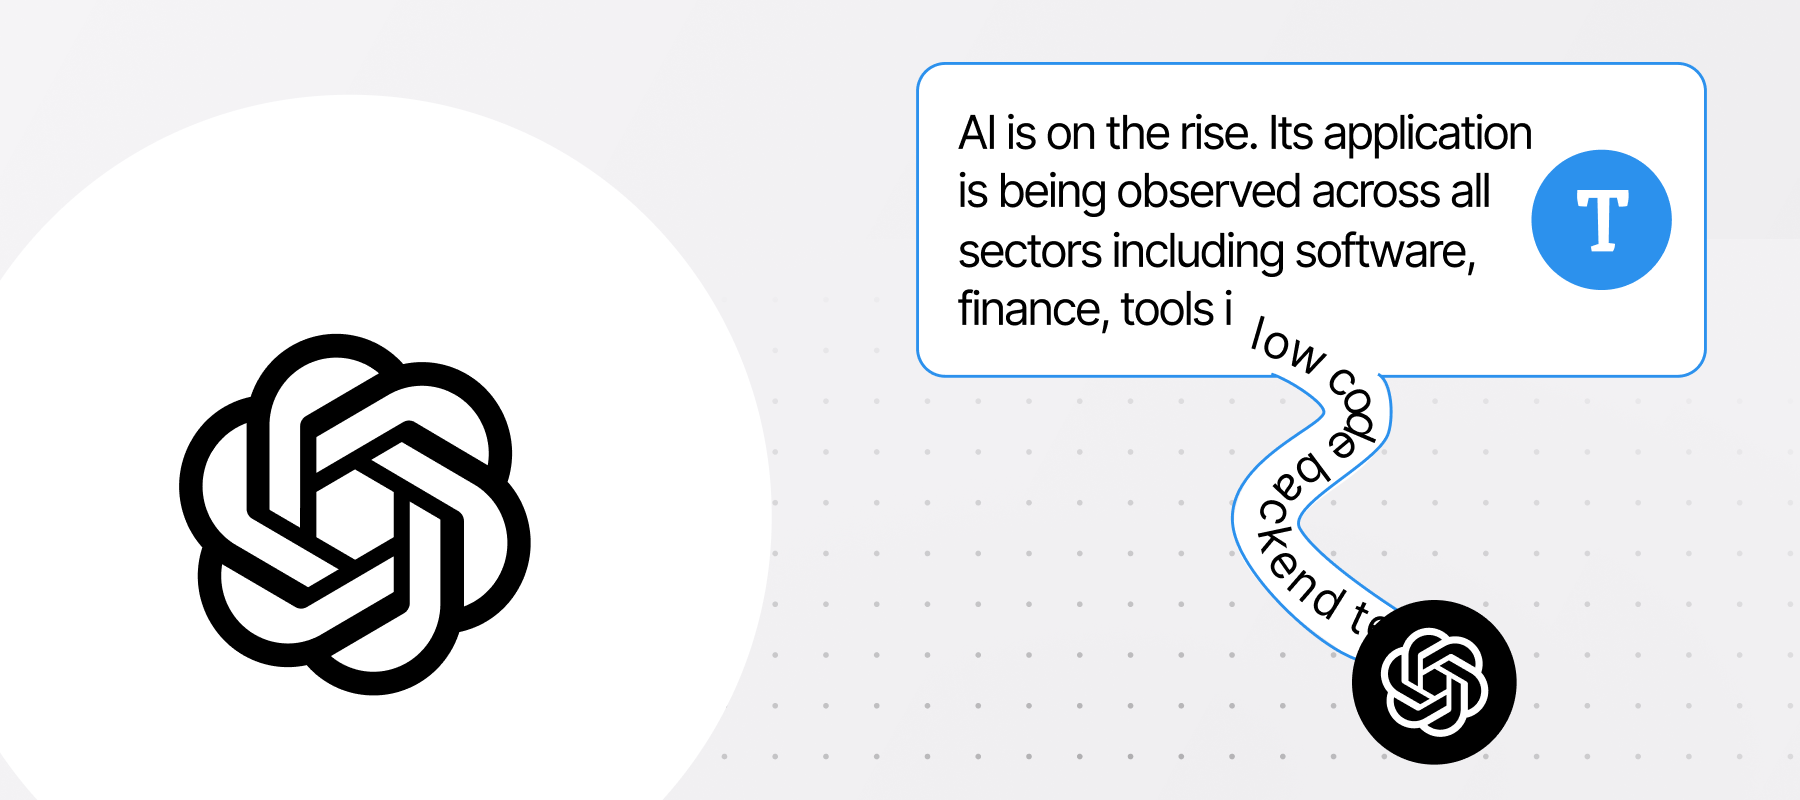 AI is on the rise. Its application
is being observed across all
sectors including software,
finance, tools i
low code backend to
T